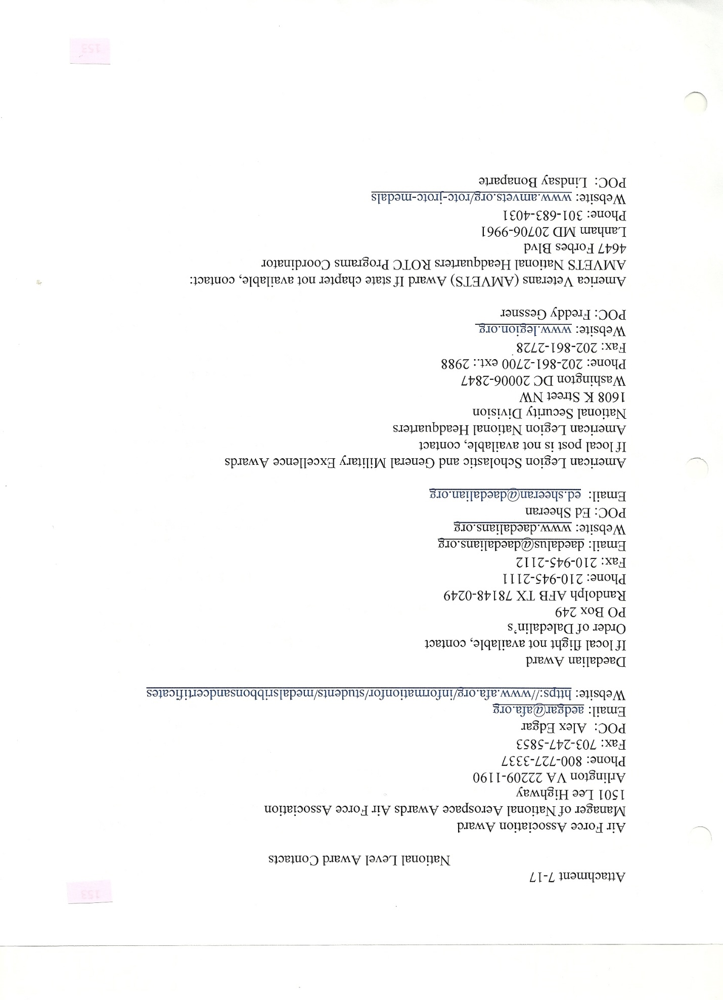 153
Attachment 7-17
National Level Award Contacts
Air Force Association Award
Manager of National Aerospace Awards Air Force Association
1501 Lee Highway
Arlington VA 22209-1190
Phone: 800-727-3337
Fax: 703-247-5853
POC:  Alex Edgar
Email: aedgar@afa.org
Website: https://www.afa.org/informationfor/students/medalsribbonsandcertificates
Daedalian Award
If local flight not available, contact
Order of Daledalin's
PO Box 249
Randolph AFB TX 78148-0249
Phone: 210-945-2111
Fax: 210-945-2112
Email: daedalus@daedalians.org
Website: www.daedalians.org
POC: Ed Sheeran
Email:  ed.sheeran@daedalian.org
American Legion Scholastic and General Military Excellence Awards
If local post is not available, contact
American Legion National Headquarters
National Security Division
1608 K Street NW
Washington DC 20006-2847
Phone: 202-861-2700 ext.: 2988
Fax: 202-861-2728
Website: www.legion.org
POC: Freddy Gessner
America Veterans (AMVETS) Award If state chapter not available, contact:
AMVETS National Headquarters ROTC Programs Coordinator
4647 Forbes Blvd
Lanham MD 20706-9961
Phone: 301-683-4031
Website: www.amvets.org/rotc-jrotc-medals
POC:  Lindsay Bonaparte
153